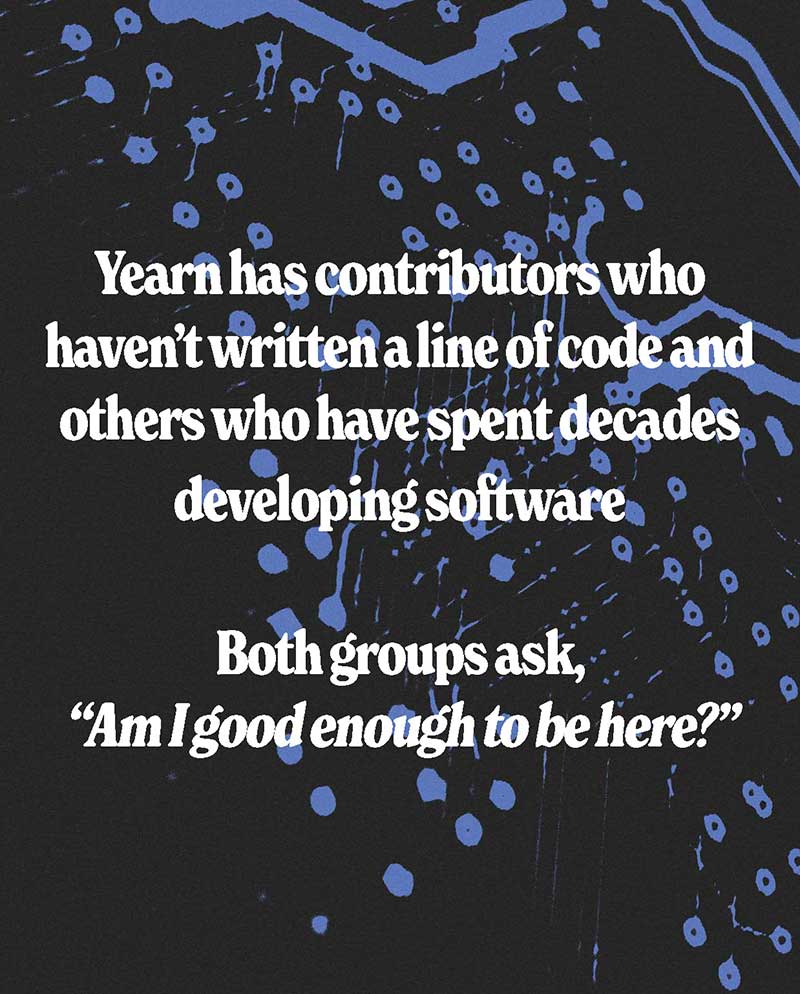 Yearn has contributors who
haven’t written a line of code and
others who have spent decades
developing software
Both groups ask,
“Am I good enough to be here?”